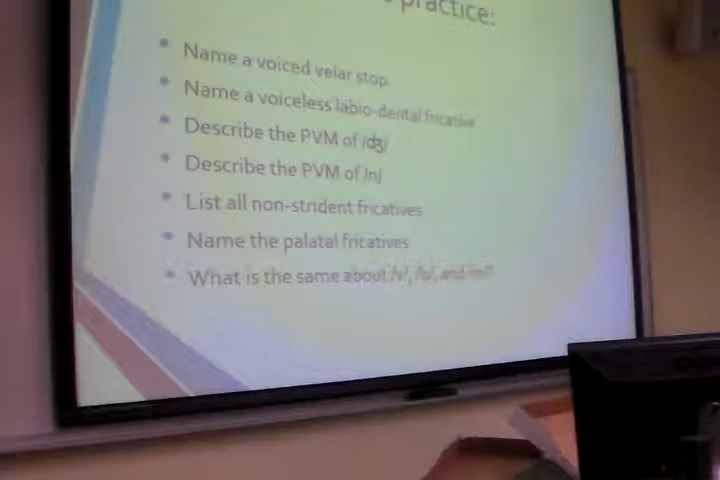 practice:
Name a voiced velar stop
Name a voiceless labio-dental fricative
Describe the PVM of /dʒ/
Describe the PVM of /n/
List all non-strident fricatives
Name the palatal fricatives
What is the same about /v/, and